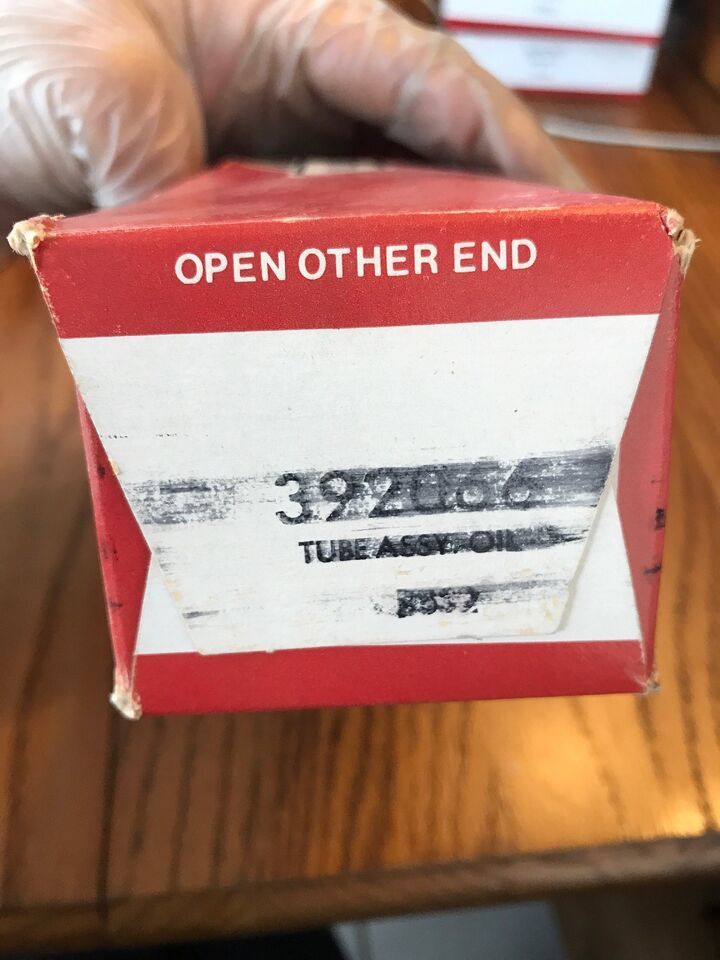 OPEN OTHER END
392066
TUBE ASSY. OIL